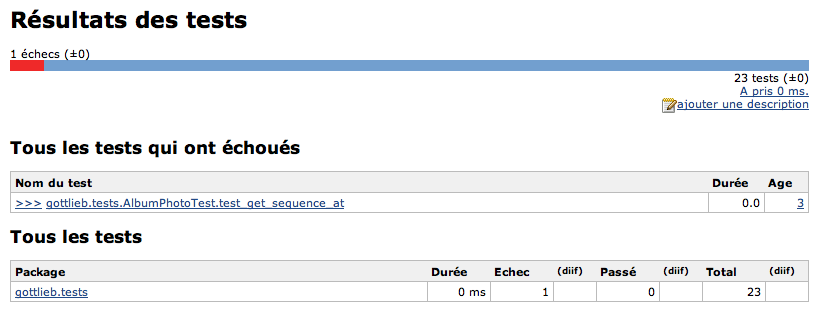 Résultats des tests
1 échecs (±0)
23 tests (±0)
A pris 0 ms.
ajouter une description
Tous les tests qui ont échoués
Nom du test Durée Age
>>> gottlieb.tests.AlbumPhotoTest.test_get_sequence_at 0.0 3
Tous les tests
Package Durée Echec (diif) Passé (diif) Total (diif)
gottlieb.tests 0 ms 1 0 23